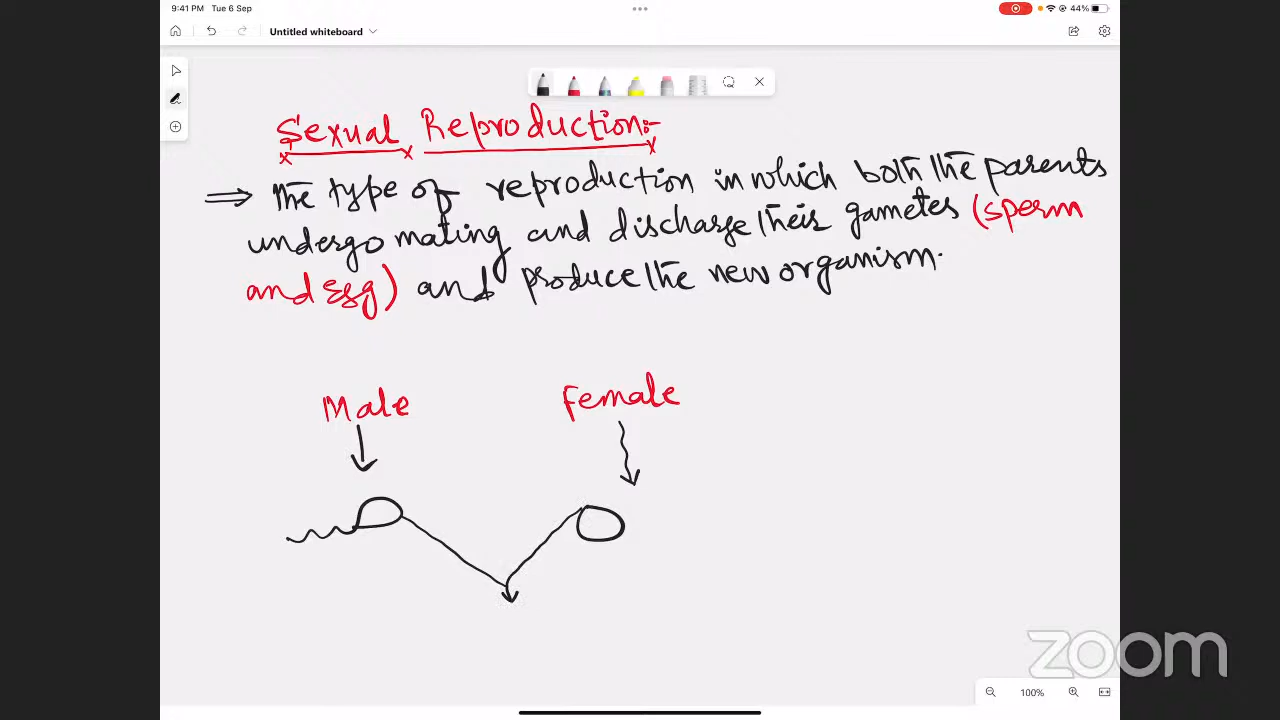 9:41 PM Tue 6 Sep
44%
Untitled whiteboard
Sexual Reproduction:-
⇒ The type of reproduction in which both the parents
undergo mating and discharge their gametes (sperm
and Egg) and produce the new organism.
Male Female
zoom
100%